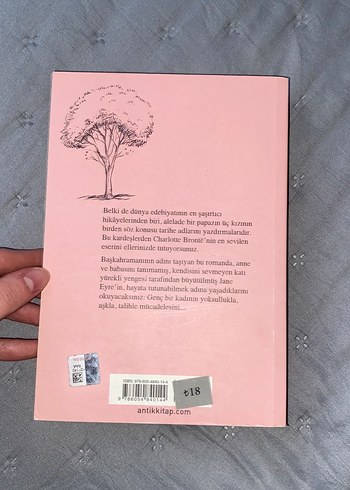 Belki de dünya edebiyatının en şaşırtıcı
hikâyelerinden biri, alelade bir papazın üç kızının
birden söz konusu tarihe adlarını yazdırmalarıdır.
Bu kardeşlerden Charlotte Brontë'nin en sevilen
eserini ellerinizde tutuyorsunuz.
Başkahramanının adını taşıyan bu romanda, anne
ve babasını tanımamış, kendisini sevmeyen katı
yürekli yengesi tarafından büyütülmüş Jane
Eyre'in, hayata tutunabilmek adına yaşadıklarını
okuyacaksınız: Genç bir kadının yoksullukla,
aşkla, talihle mücadelesini...
₺18
antikkitap.com